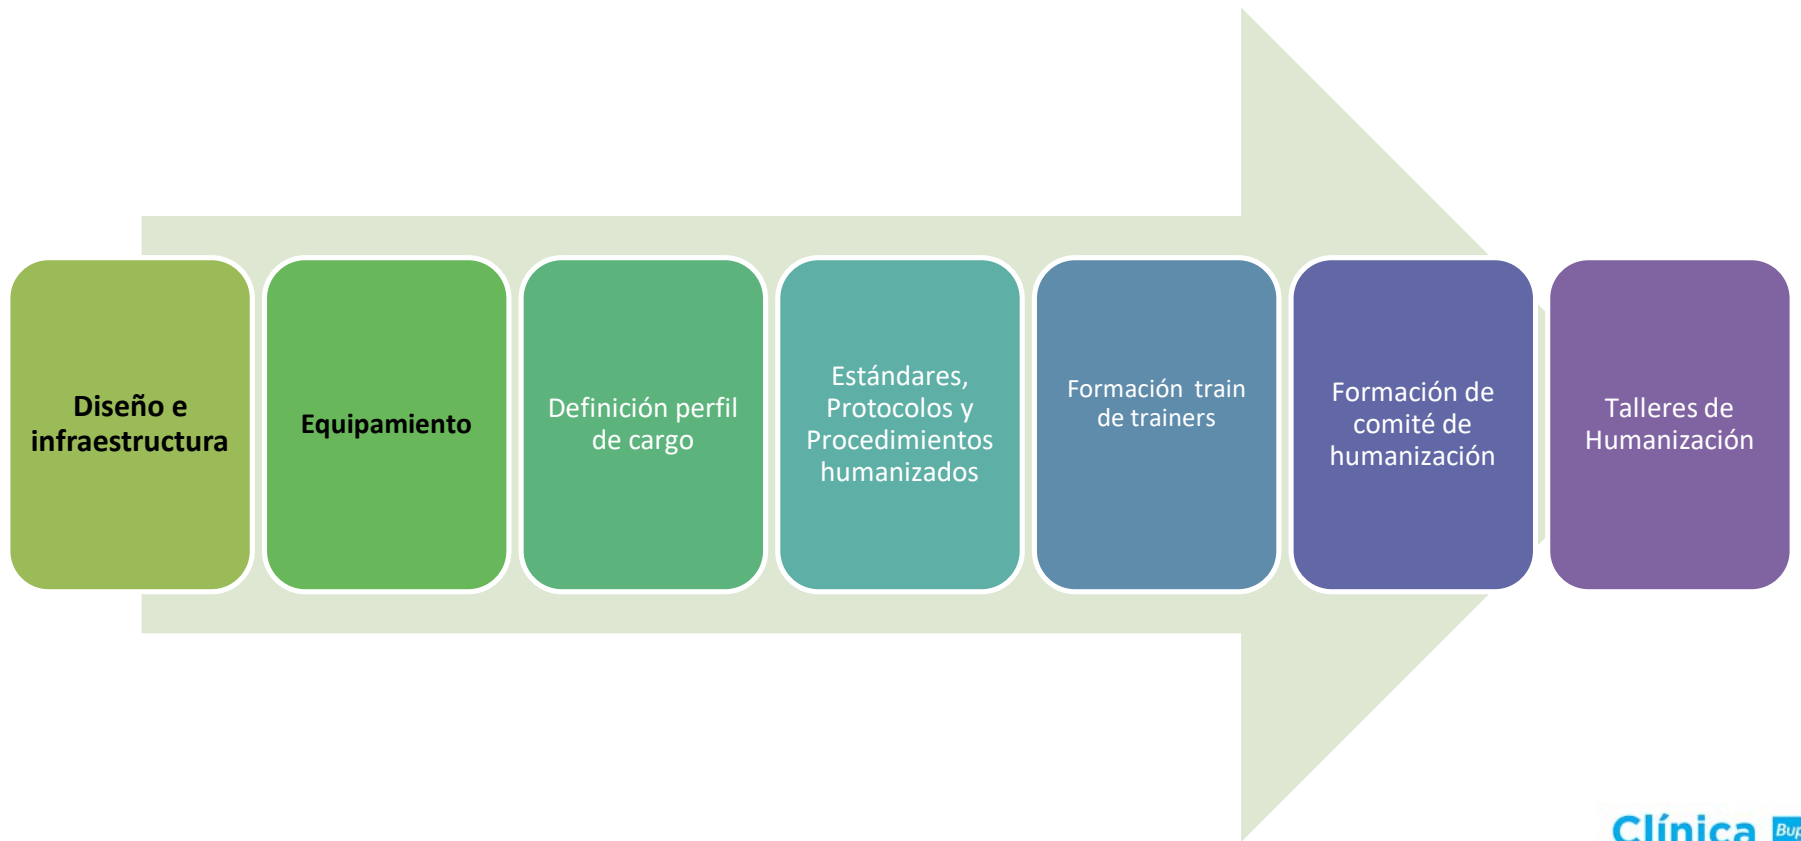 Diseño e
infraestructura
Equipamiento
Definición perfil
de cargo
Estándares,
Protocolos y
Procedimientos
humanizados
Formación  train
de trainers
Formación de
comité de
humanización
Talleres de
Humanización
Clínica